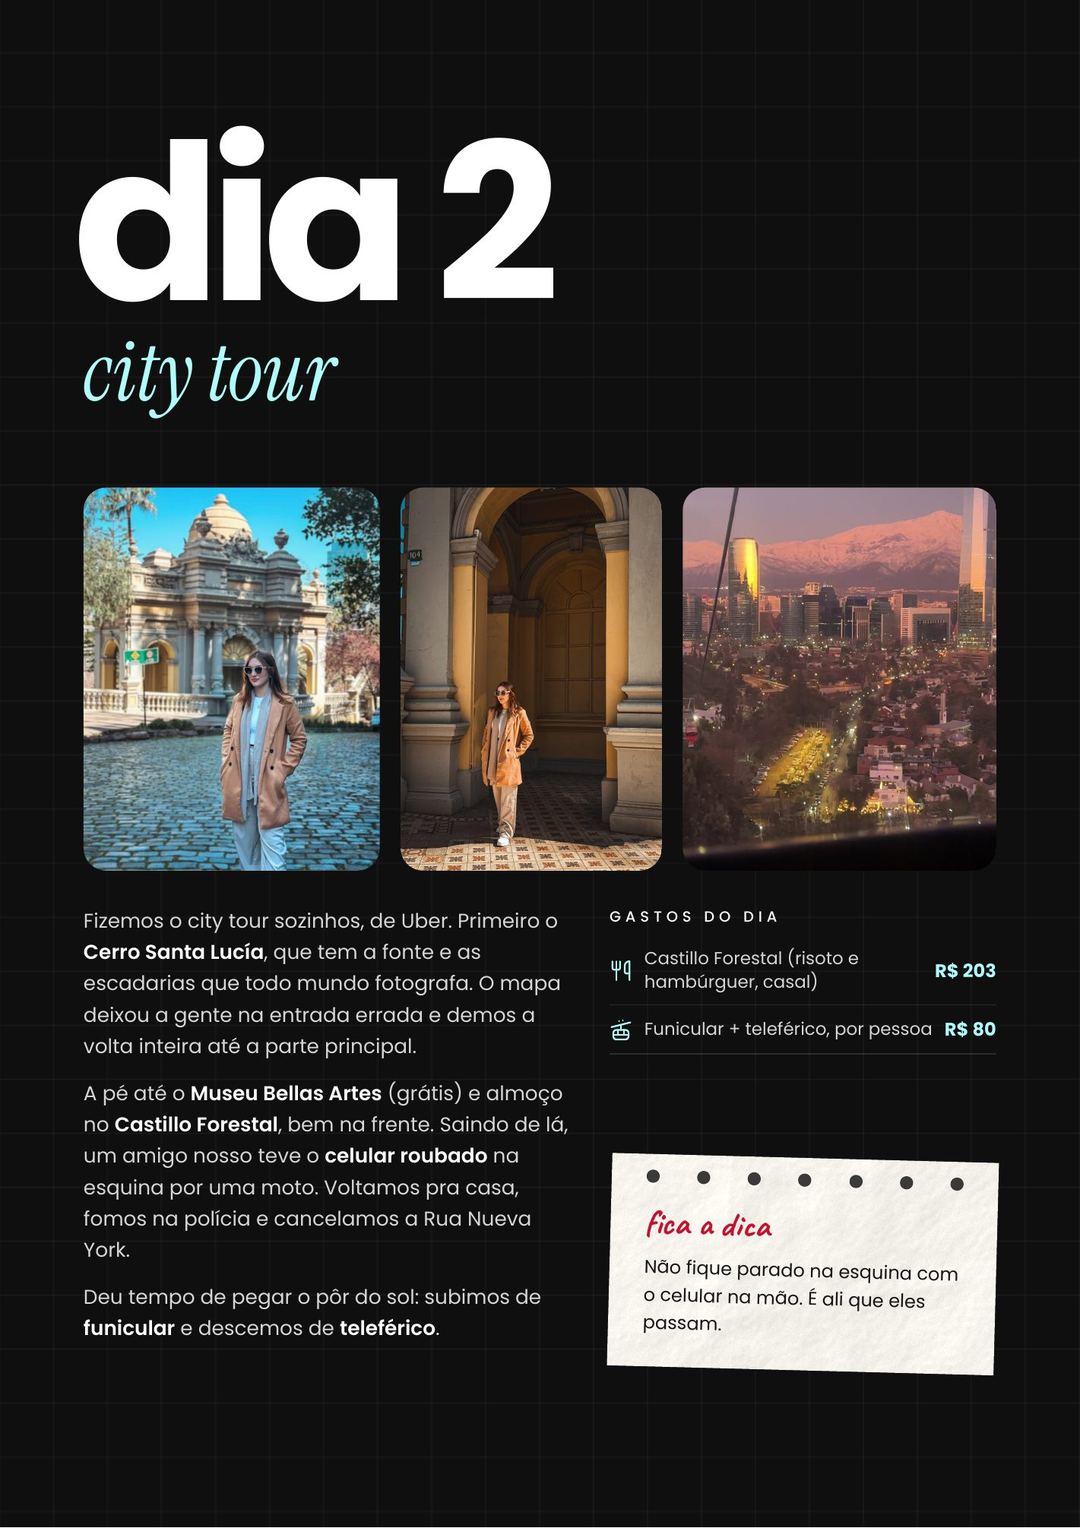 dia 2
city tour
104
Fizemos o city tour sozinhos, de Uber. Primeiro o
Cerro Santa Lucía, que tem a fonte e as
escadarias que todo mundo fotografa. O mapa
deixou a gente na entrada errada e demos a
volta inteira até a parte principal.
A pé até o Museu Bellas Artes (grátis) e almoço
no Castillo Forestal, bem na frente. Saindo de lá,
um amigo nosso teve o celular roubado na
esquina por uma moto. Voltamos pra casa,
fomos na polícia e cancelamos a Rua Nueva
York.
Deu tempo de pegar o pôr do sol: subimos de
funicular e descemos de teleférico.
GASTOS DO DIA
Castillo Forestal (risoto e
hambúrguer, casal) R$ 203
Funicular + teleférico, por pessoa R$ 80
fica a dica
Não fique parado na esquina com
o celular na mão. É ali que eles
passam.